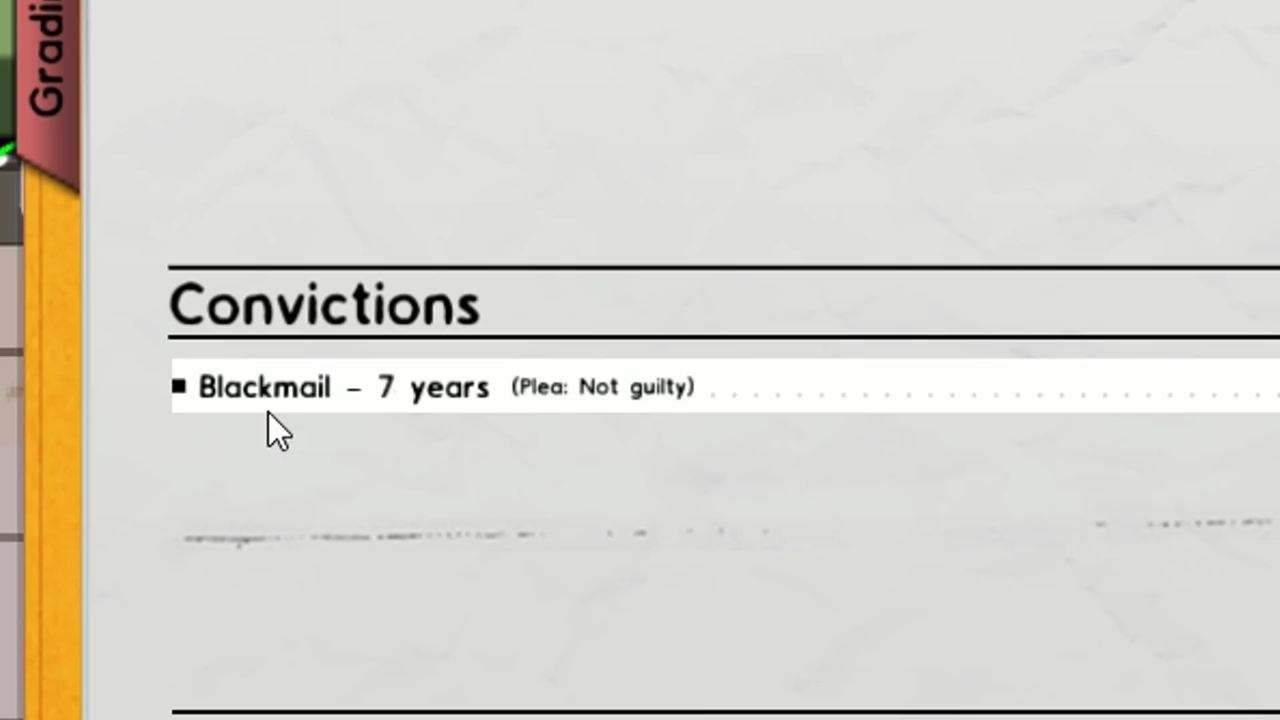 Gradi
Convictions
■ Blackmail – 7 years (Plea: Not guilty) . . . . . . . . . . . . . . . . . . . . . . . . . .